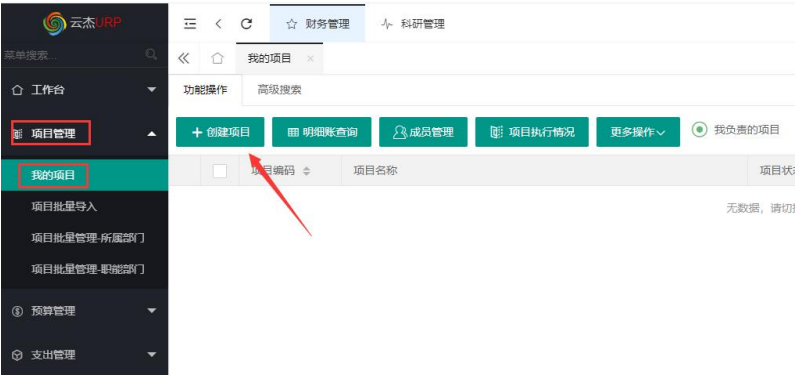 云杰URP
财务管理
科研管理
菜单搜索...
我的项目
工作台
功能操作
高级搜索
项目管理
创建项目
明细账查询
成员管理
项目执行情况
更多操作
我负责的项目
我的项目
项目编码
项目名称
项目状
项目批量导入
无数据，请切
项目批量管理-所属部门
项目批量管理-职能部门
预算管理
支出管理